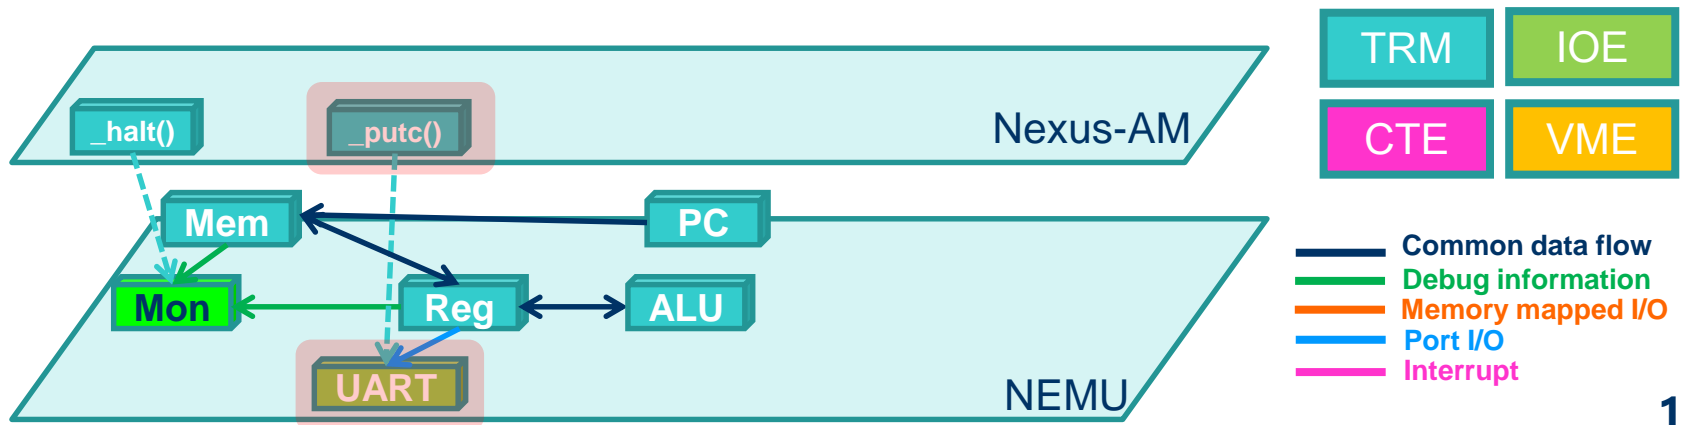 TRM
IOE
_halt()
_putc()
Nexus-AM
CTE
VME
Mem
PC
Common data flow
Debug information
Mon
Reg
ALU
Memory mapped I/O
Port I/O
Interrupt
UART
NEMU
1